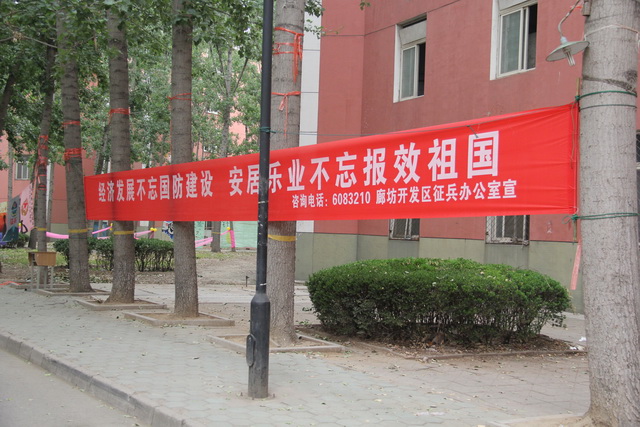 经济发展不忘国防建设 安居乐业不忘报效祖国
咨询电话：6083210 廊坊开发区征兵办公室宣